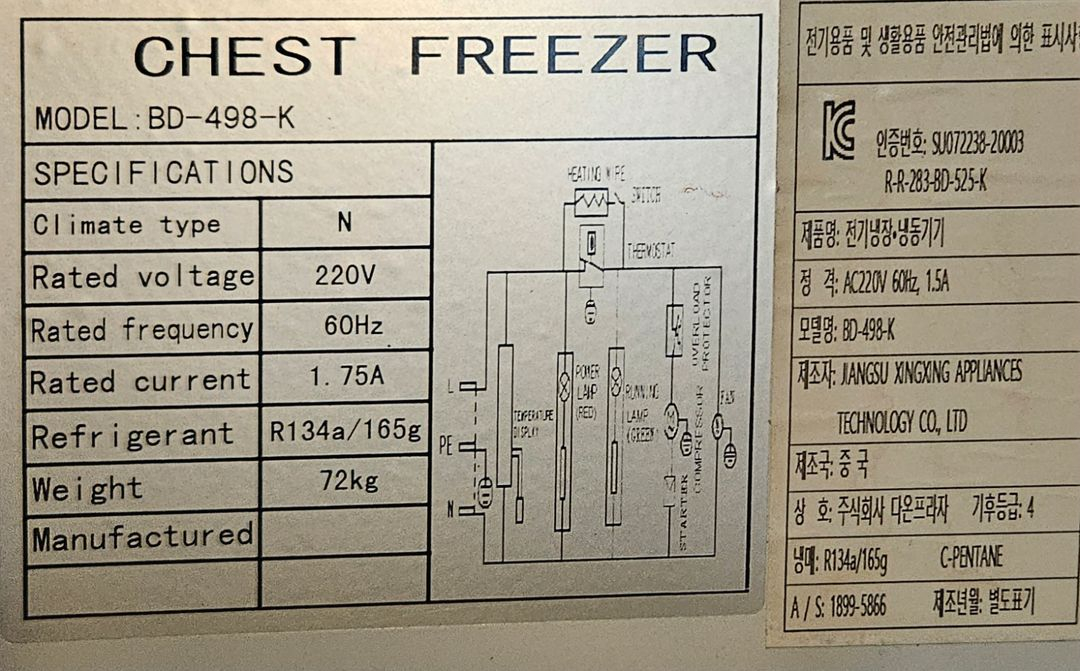 CHEST FREEZER
MODEL:BD-498-K
SPECIFICATIONS
Climate type N
Rated voltage 220V
Rated frequency 60Hz
Rated current 1.75A
Refrigerant R134a/165g
Weight 72kg
Manufactured
HEATING WIRE
SWITCH
THERMOSTAT
OVERLOAD
PROTECTOR
L
PE
N
TEMPERATURE
DISPLAY
POWER
LAMP
(RED)
RUNNING
LAMP
(GREEN)
COMPRESSOR
STARTER
FAN
전기용품 및 생활용품 안전관리법에 의한 표시사
인증번호: SU072238-20003
R-R-283-BD-525-K
제품명: 전기냉장•냉동기기
정 격: AC220V 60Hz, 1.5A
모델명: BD-498-K
제조자: JIANGSU XINGXING APPLIANCES
TECHNOLOGY CO., LTD
제조국: 중 국
상 호: 주식회사 다온프라자 기후등급: 4
냉매: R134a/165g C-PENTANE
A / S: 1899-5866 제조년월: 별도표기